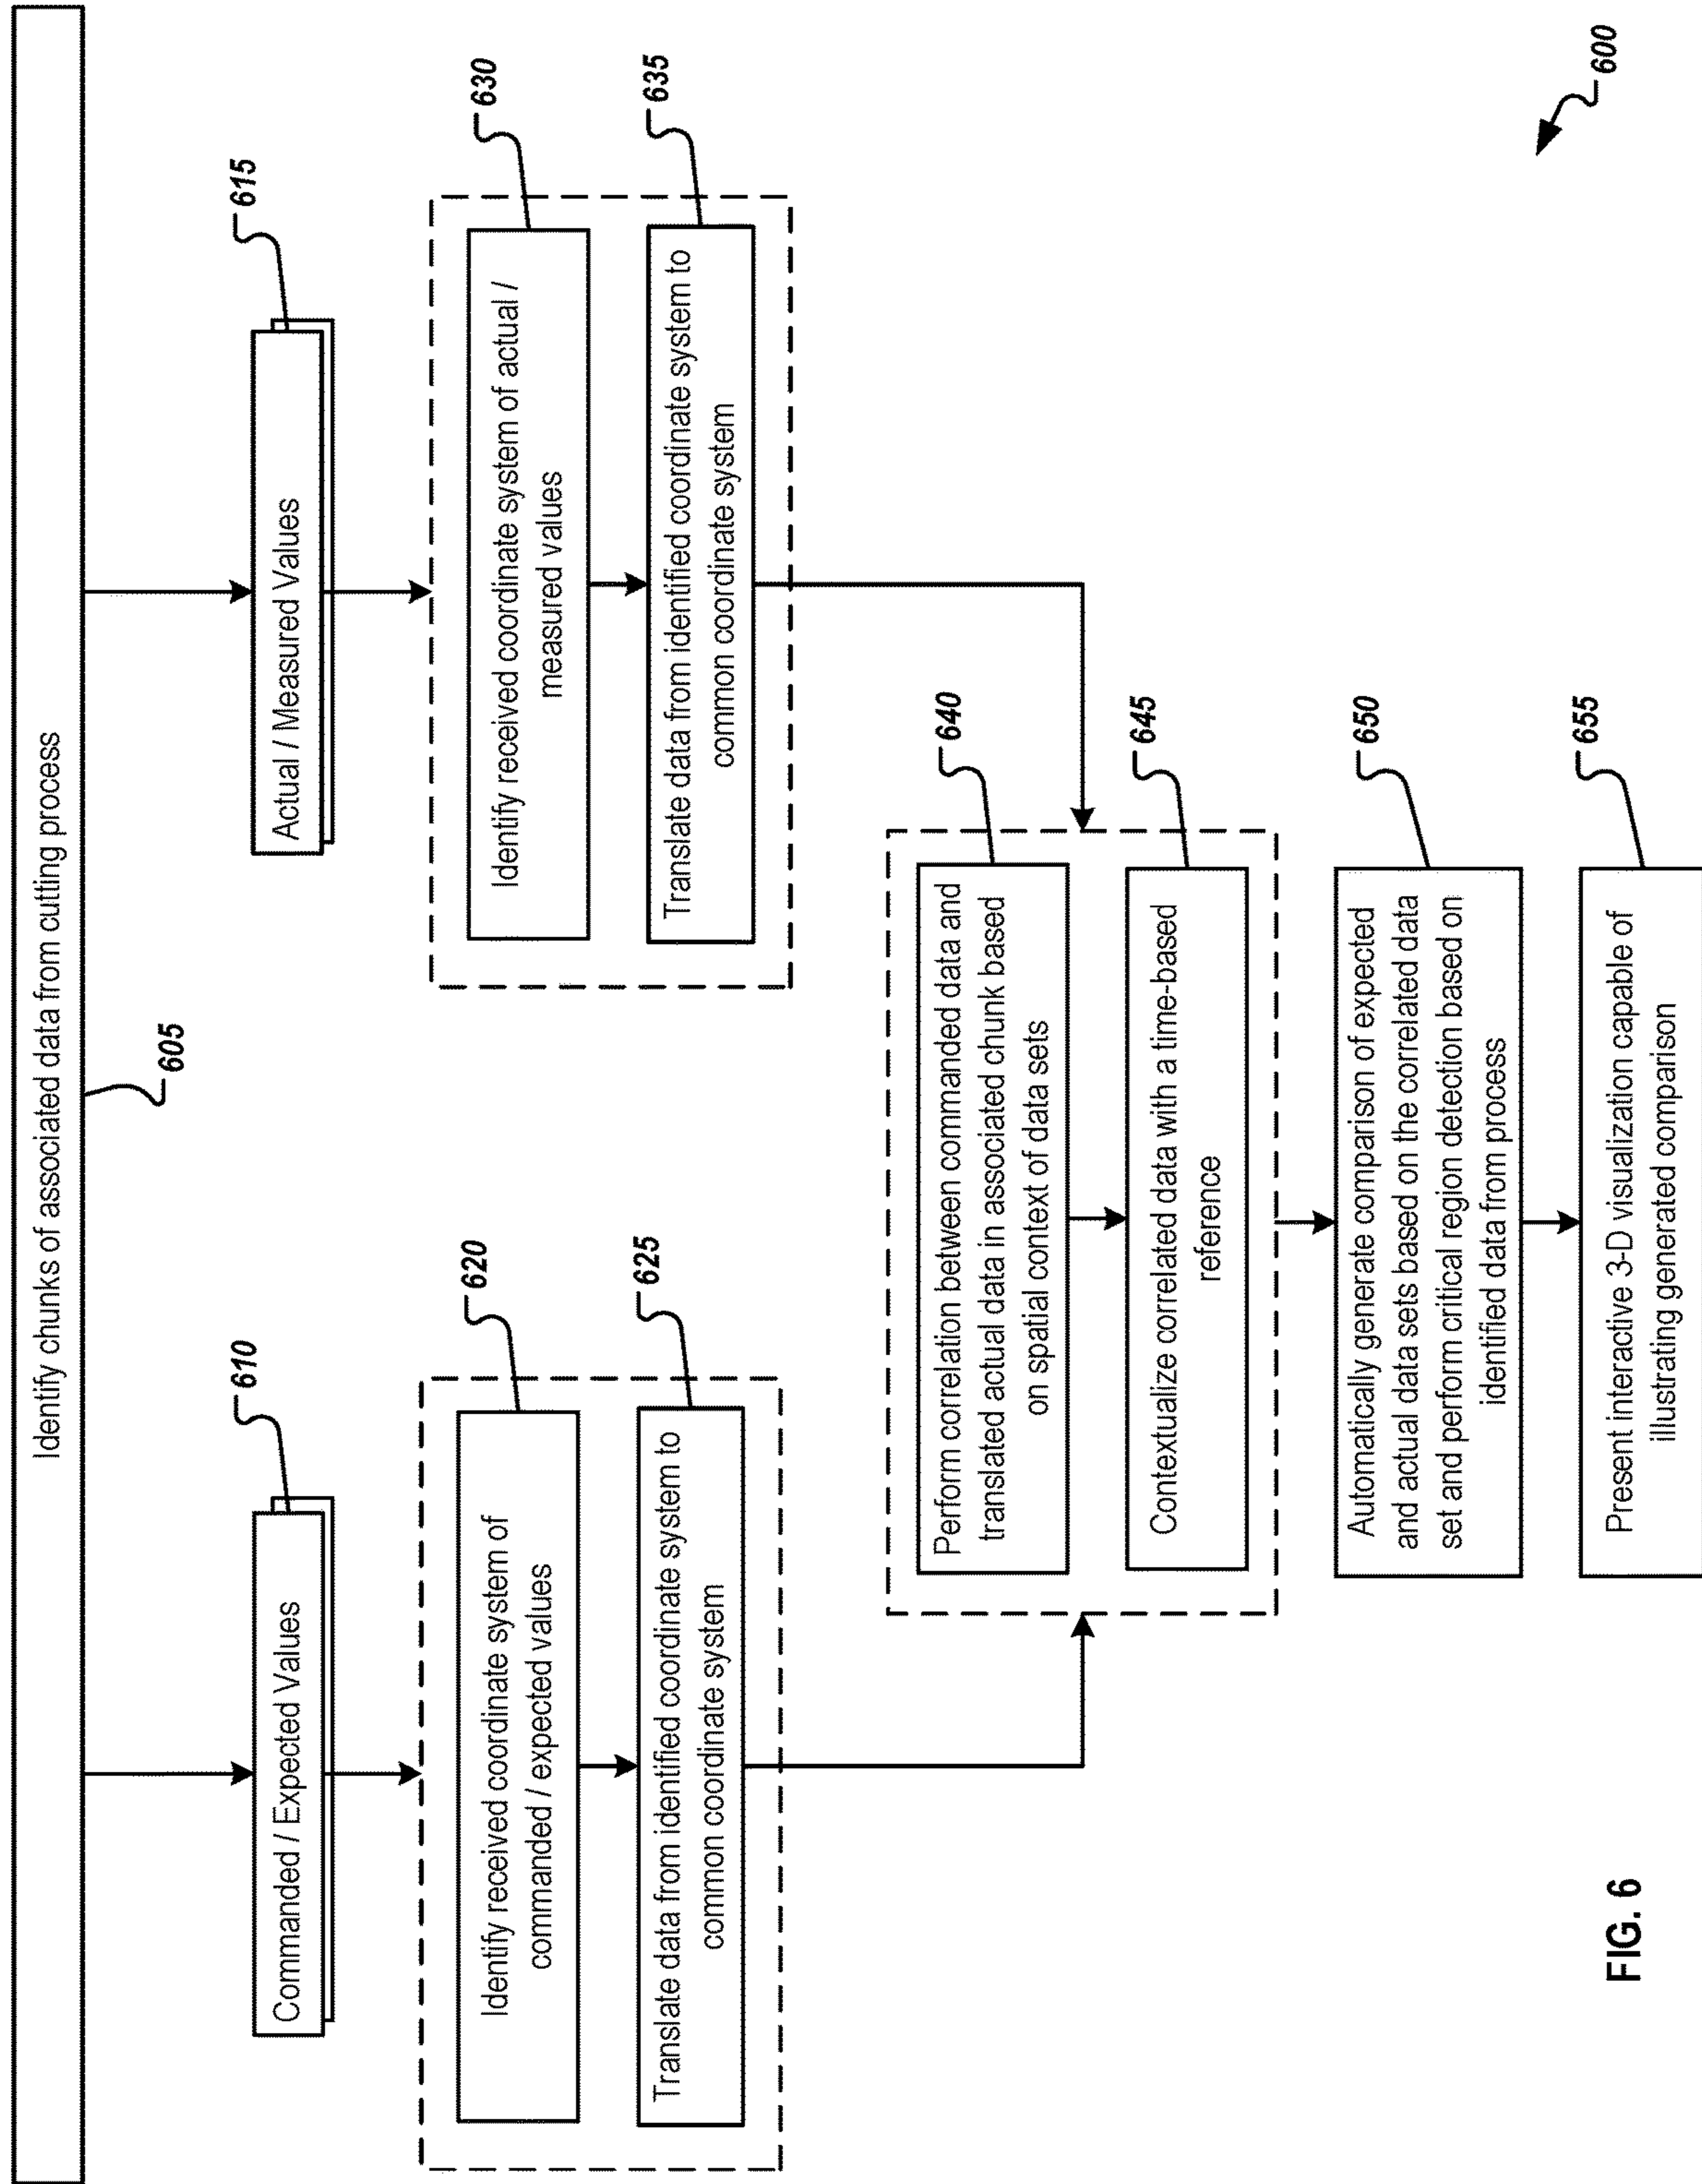 Identify chunks of associated data from cutting process
605
610
Commanded / Expected Values
615
Actual / Measured Values
620
Identify received coordinate system of
commanded / expected values
625
Translate data from identified coordinate system to
common coordinate system
630
Identify received coordinate system of actual /
measured values
635
Translate data from identified coordinate system to
common coordinate system
640
Perform correlation between commanded data and
translated actual data in associated chunk based
on spatial context of data sets
645
Contextualize correlated data with a time-based
reference
650
Automatically generate comparison of expected
and actual data sets based on the correlated data
set and perform critical region detection based on
identified data from process
655
Present interactive 3-D visualization capable of
illustrating generated comparison
600
FIG. 6